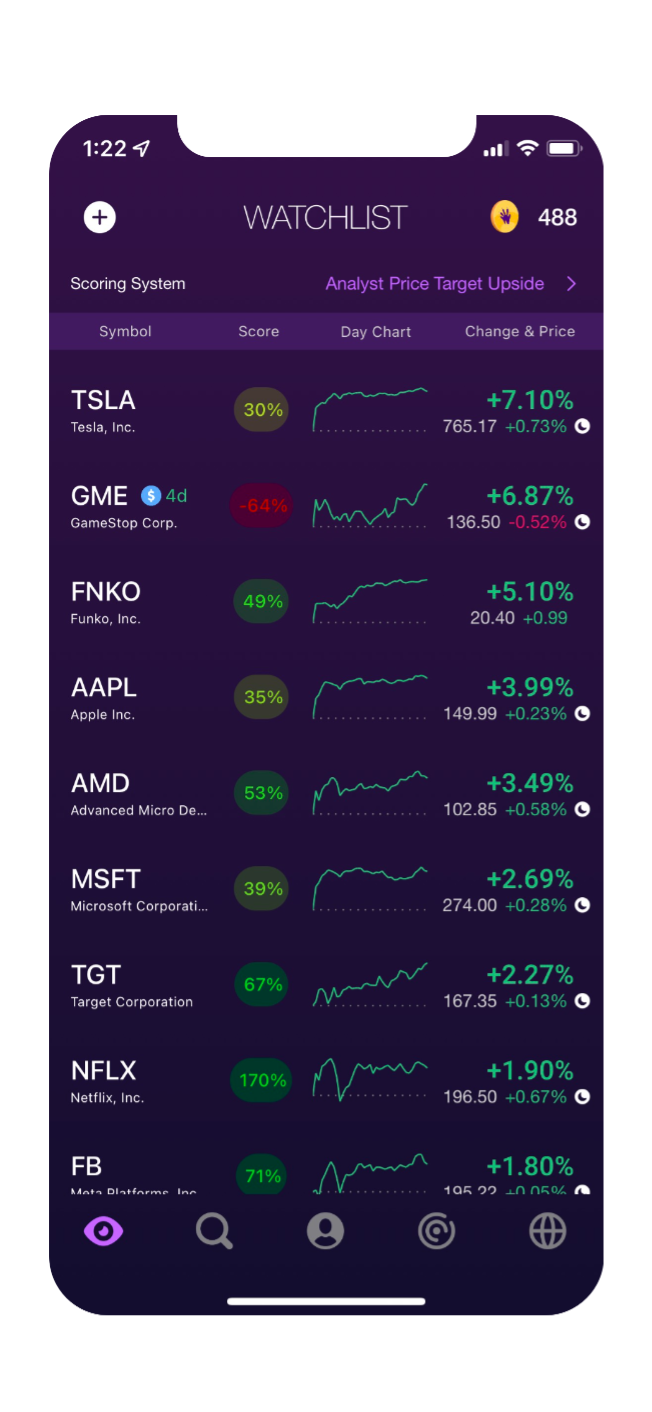 1:22
WATCHLIST 488
Scoring System Analyst Price Target Upside
Symbol Score Day Chart Change & Price
TSLA 30% +7.10%
Tesla, Inc. 765.17 +0.73%
GME $ 4d -64% +6.87%
GameStop Corp. 136.50 -0.52%
FNKO 49% +5.10%
Funko, Inc. 20.40 +0.99
AAPL 35% +3.99%
Apple Inc. 149.99 +0.23%
AMD 53% +3.49%
Advanced Micro De... 102.85 +0.58%
MSFT 39% +2.69%
Microsoft Corporati... 274.00 +0.28%
TGT 67% +2.27%
Target Corporation 167.35 +0.13%
NFLX 170% +1.90%
Netflix, Inc. 196.50 +0.67%
FB 71% +1.80%
Meta Platforms, Inc. 195.22 +0.05%